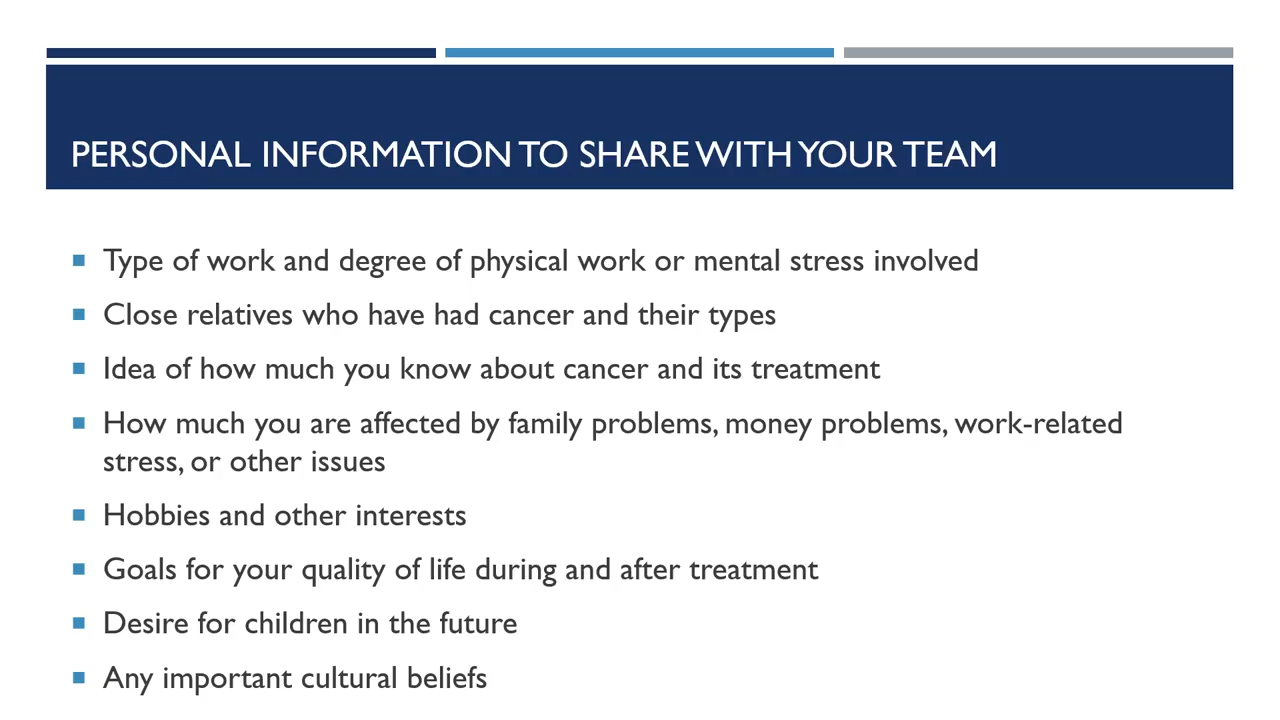 PERSONAL INFORMATION TO SHARE WITH YOUR TEAM
Type of work and degree of physical work or mental stress involved
Close relatives who have had cancer and their types
Idea of how much you know about cancer and its treatment
How much you are affected by family problems, money problems, work-related
stress, or other issues
Hobbies and other interests
Goals for your quality of life during and after treatment
Desire for children in the future
Any important cultural beliefs